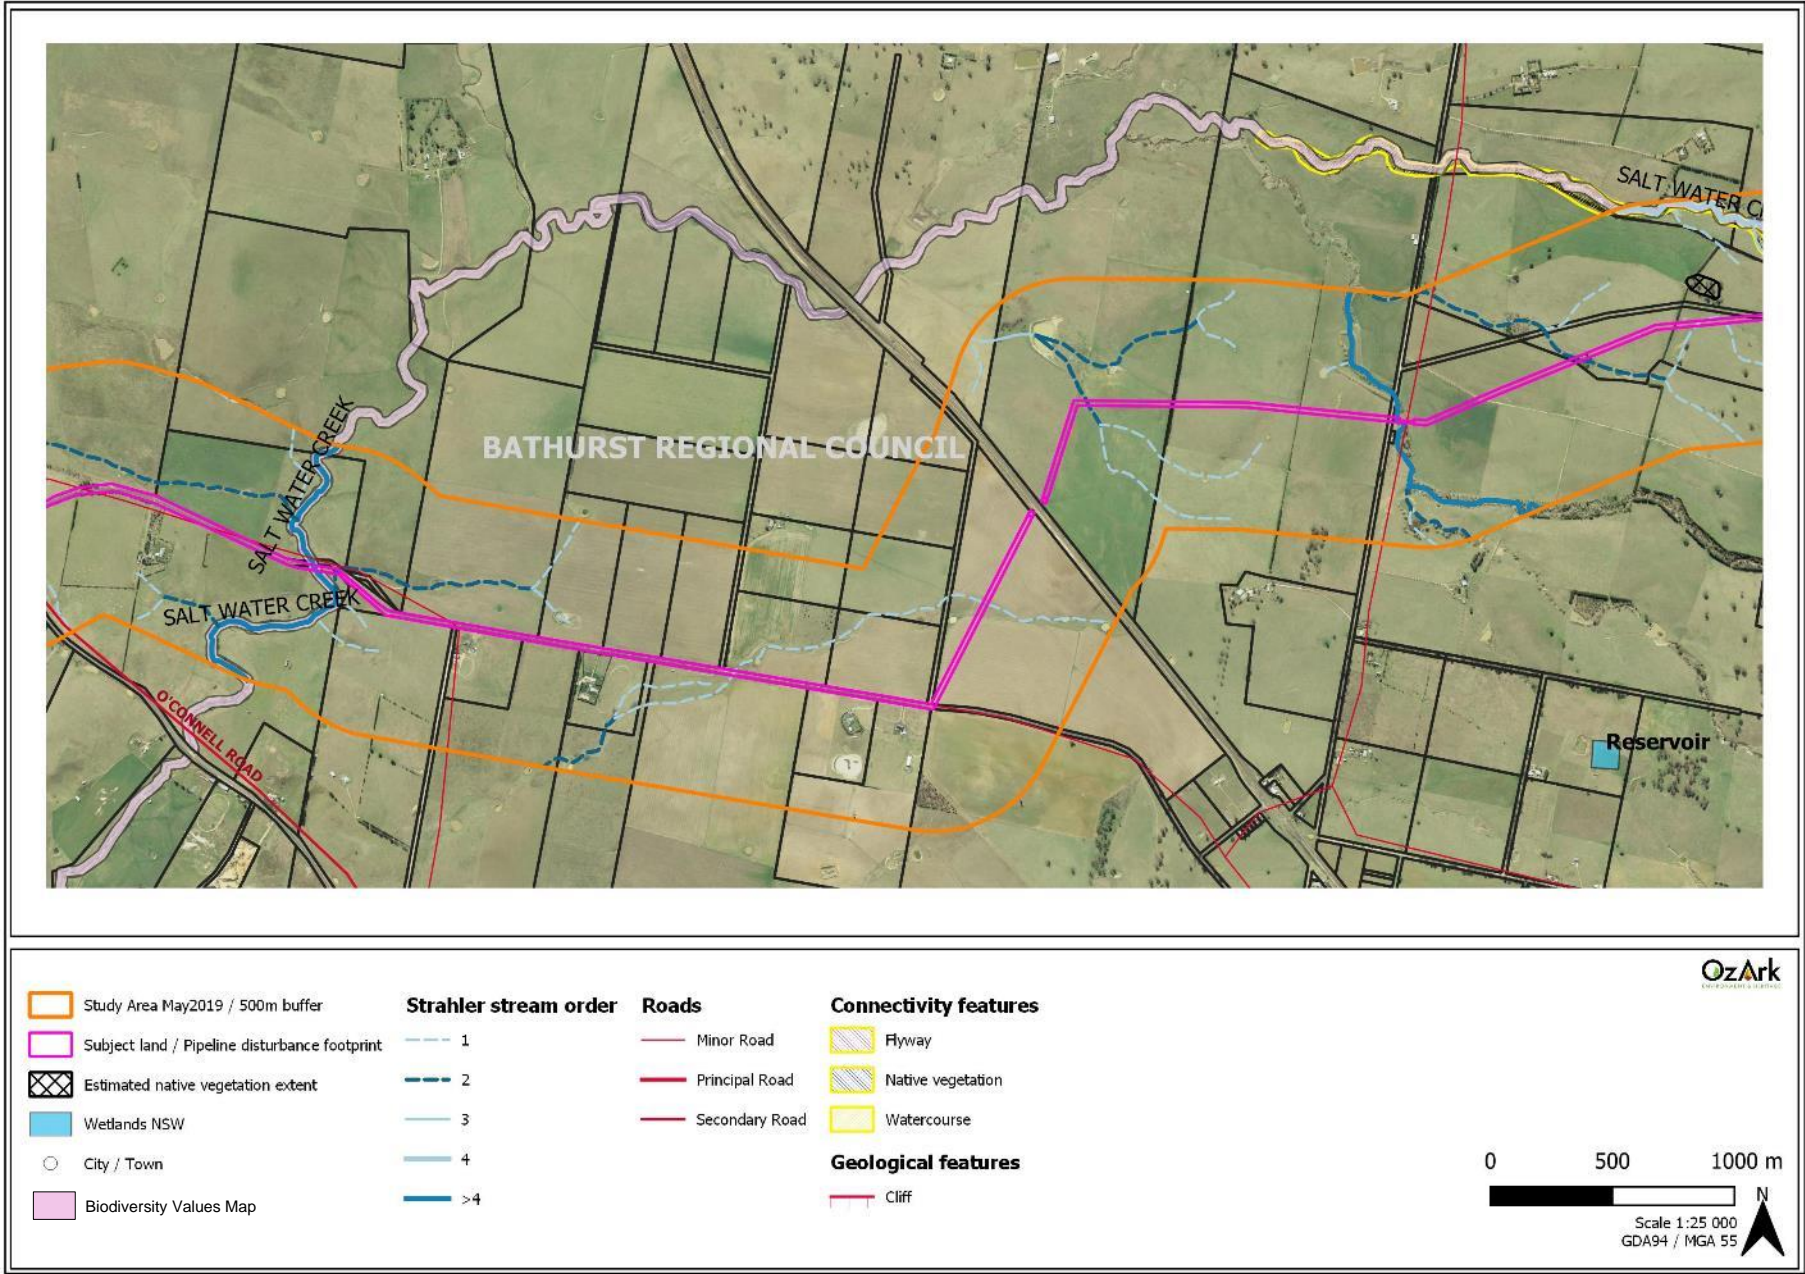 SALT WATER C
BATHURST REGIONAL COUNCIL
SALT WATER CREEK
SALT WATER CREEK
O'CONNELL ROAD
Reservoir
OzArk
Study Area May2019 / 500m buffer
Subject land / Pipeline disturbance footprint
Estimated native vegetation extent
Wetlands NSW
City / Town
Biodiversity Values Map
Strahler stream order
1
2
3
4
>4
Roads
Minor Road
Principal Road
Secondary Road
Connectivity features
Flyway
Native vegetation
Watercourse
Geological features
Cliff
0 500 1000 m
N
Scale 1:25 000
GDA94 / MGA 55